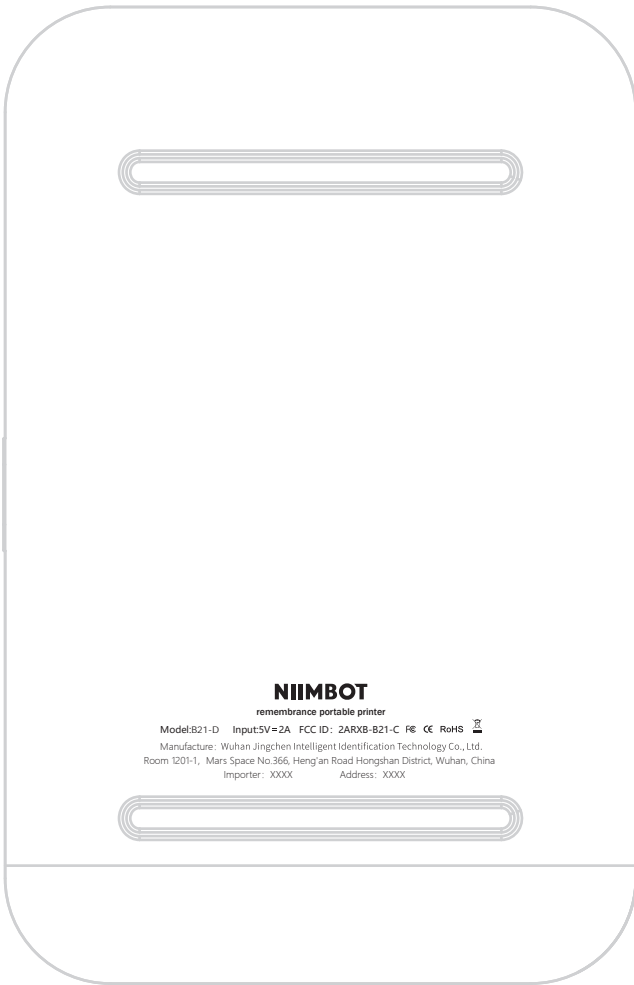 NIIMBOT
remembrance portable printer
Model:B21-D Input:5V=2A FCC ID: 2ARXB-B21-C FC CE RoHS
Manufacture: Wuhan Jingchen Intelligent Identification Technology Co., Ltd.
Room 1201-1, Mars Space No.366, Heng'an Road Hongshan District, Wuhan, China
Importer: XXXX Address: XXXX